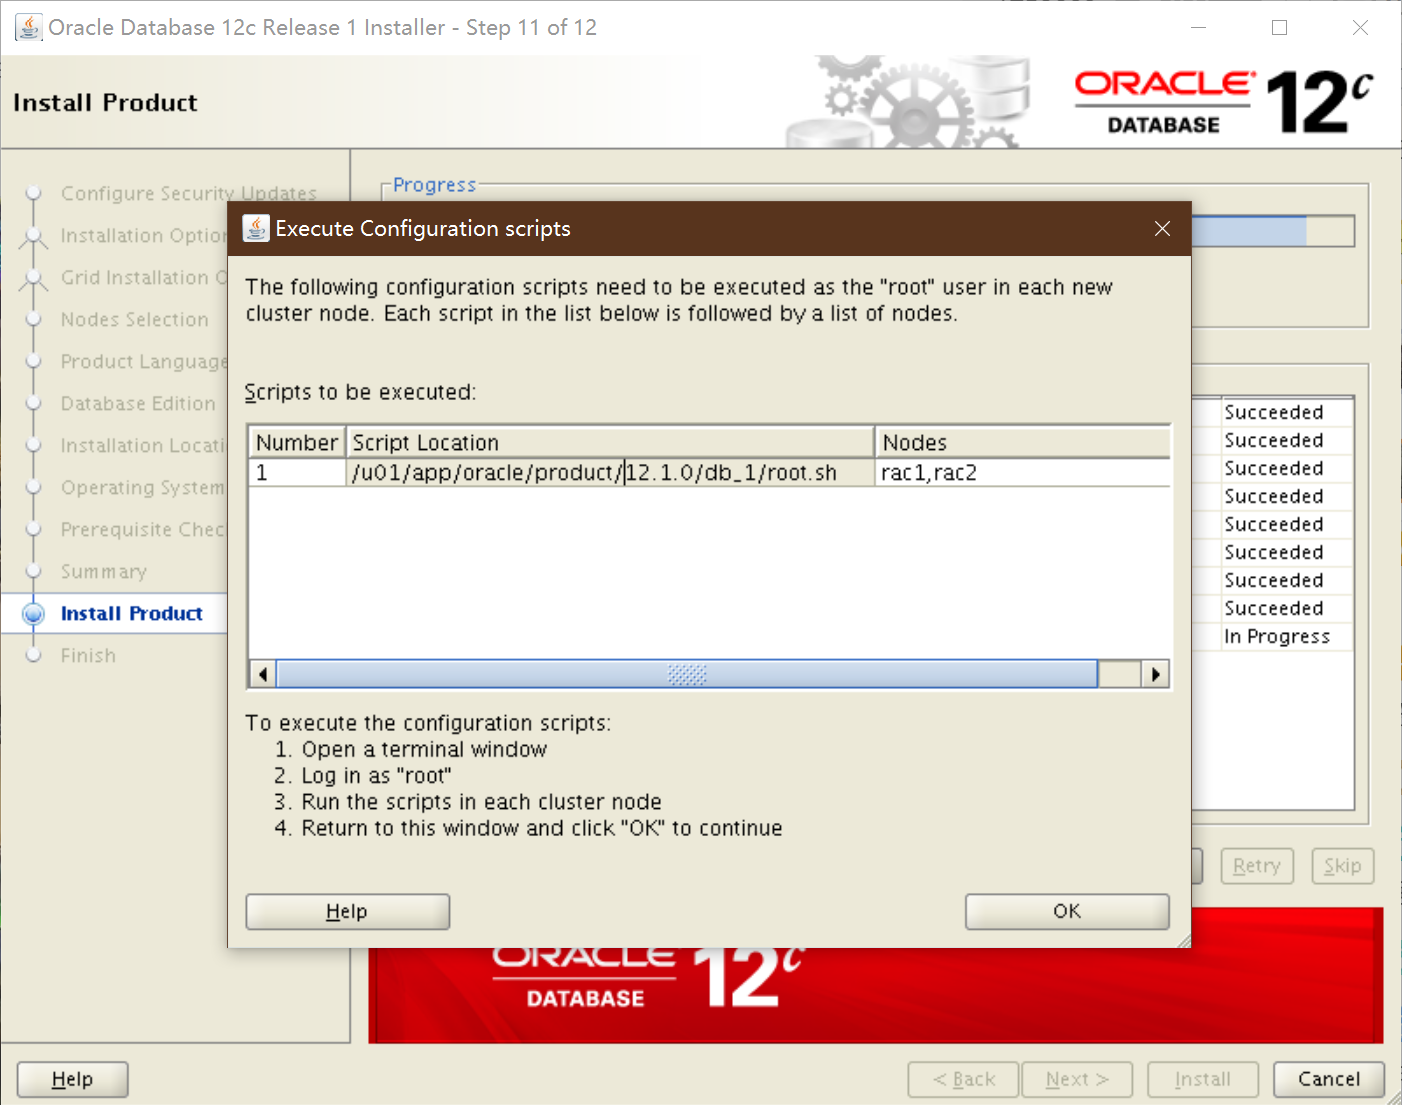 Oracle Database 12c Release 1 Installer - Step 11 of 12
Install Product
ORACLE
DATABASE
12c
Configure Security Updates
Installation Option
Grid Installation O
Nodes Selection
Product Language
Database Edition
Installation Locati
Operating System
Prerequisite Chec
Summary
Install Product
Finish
Progress
Execute Configuration scripts
The following configuration scripts need to be executed as the "root" user in each new
cluster node. Each script in the list below is followed by a list of nodes.
Scripts to be executed:
Number Script Location Nodes
1 /u01/app/oracle/product/12.1.0/db_1/root.sh rac1,rac2
To execute the configuration scripts:
1. Open a terminal window
2. Log in as "root"
3. Run the scripts in each cluster node
4. Return to this window and click "OK" to continue
Help OK
Succeeded
Succeeded
Succeeded
Succeeded
Succeeded
Succeeded
Succeeded
Succeeded
In Progress
Retry Skip
ORACLE
DATABASE
12c
Help < Back Next > Install Cancel